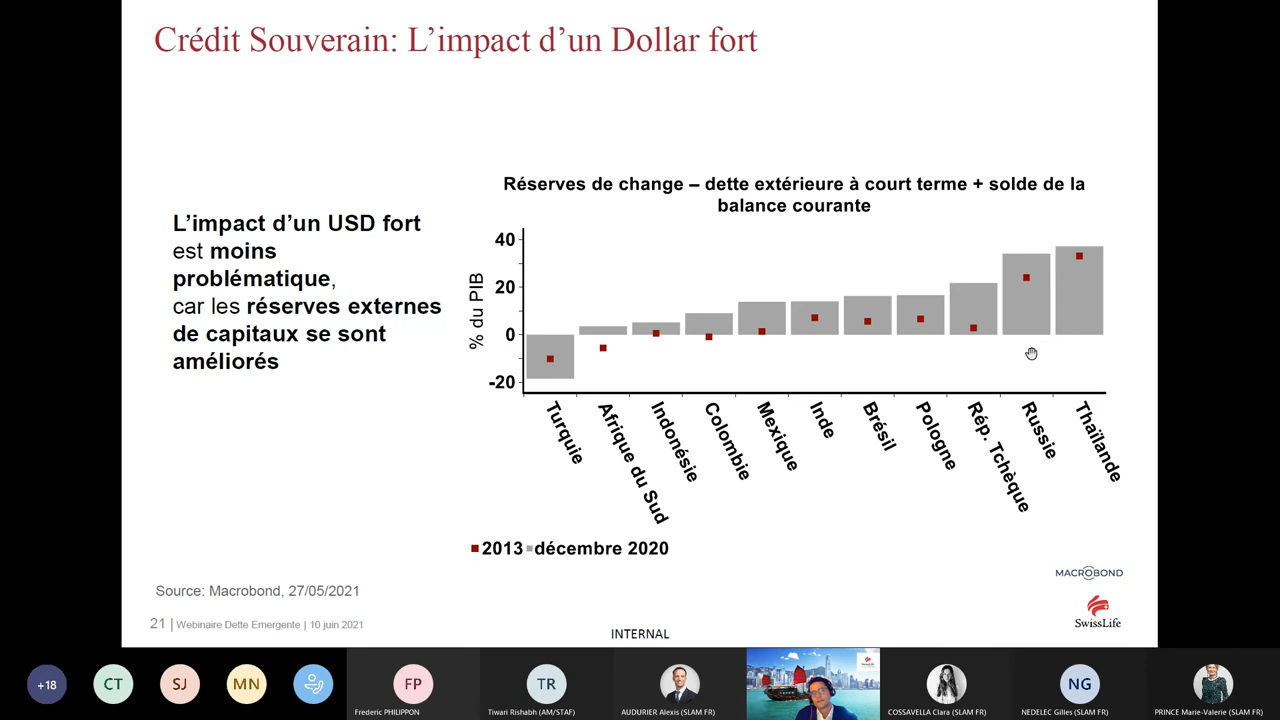 Crédit Souverain: L'impact d'un Dollar fort
Réserves de change – dette extérieure à court terme + solde de la
balance courante
L'impact d'un USD fort
est moins
problématique,
car les réserves externes
de capitaux se sont
améliorés
% du PIB
40
20
0
-20
Turquie
Afrique du Sud
Indonésie
Colombie
Mexique
Inde
Brésil
Pologne
Rép. Tchèque
Russie
Thaïlande
2013 décembre 2020
Source: Macrobond, 27/05/2021
MACROBOND
SwissLife
21 | Webinaire Dette Emergente | 10 juin 2021
INTERNAL
+18
CT
SJ
MN
FP
TR
NG
Frederic PHILIPPON
Tiwari Rishabh (AM/STAF)
AUDURIER Alexis (SLAM FR)
COSSAVELLA Clara (SLAM FR)
NEDELEC Gilles (SLAM FR)
PRINCE Marie-Valerie (SLAM FR)